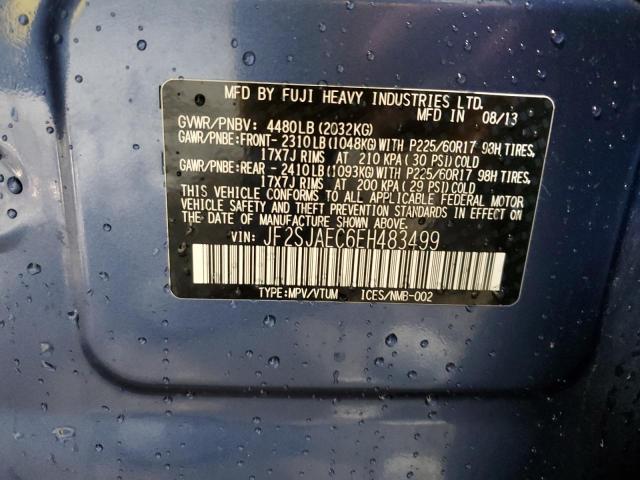 MFD BY FUJI HEAVY INDUSTRIES LTD.
MFD IN 08/13
GVWR/PNBV: 4480LB (2032KG)
GAWR/PNBE:FRONT- 2310LB(1048KG)WITH P225/60R17 98H TIRES,
17X7J RIMS AT 210 KPA(30 PSI)COLD
GAWR/PNBE:REAR - 2410LB(1093KG)WITH P225/60R17 98H TIRES,
17X7J RIMS AT 200 KPA(29 PSI)COLD
THIS VEHICLE CONFORMS TO ALL APPLICABLE FEDERAL MOTOR
VEHICLE SAFETY AND THEFT PREVENTION STANDARDS IN EFFECT
ON THE DATE OF MANUFACTURE SHOWN ABOVE.
VIN: JF2SJAEC6EH483499
TYPE:MPV/VTUM ICES/NMB-002